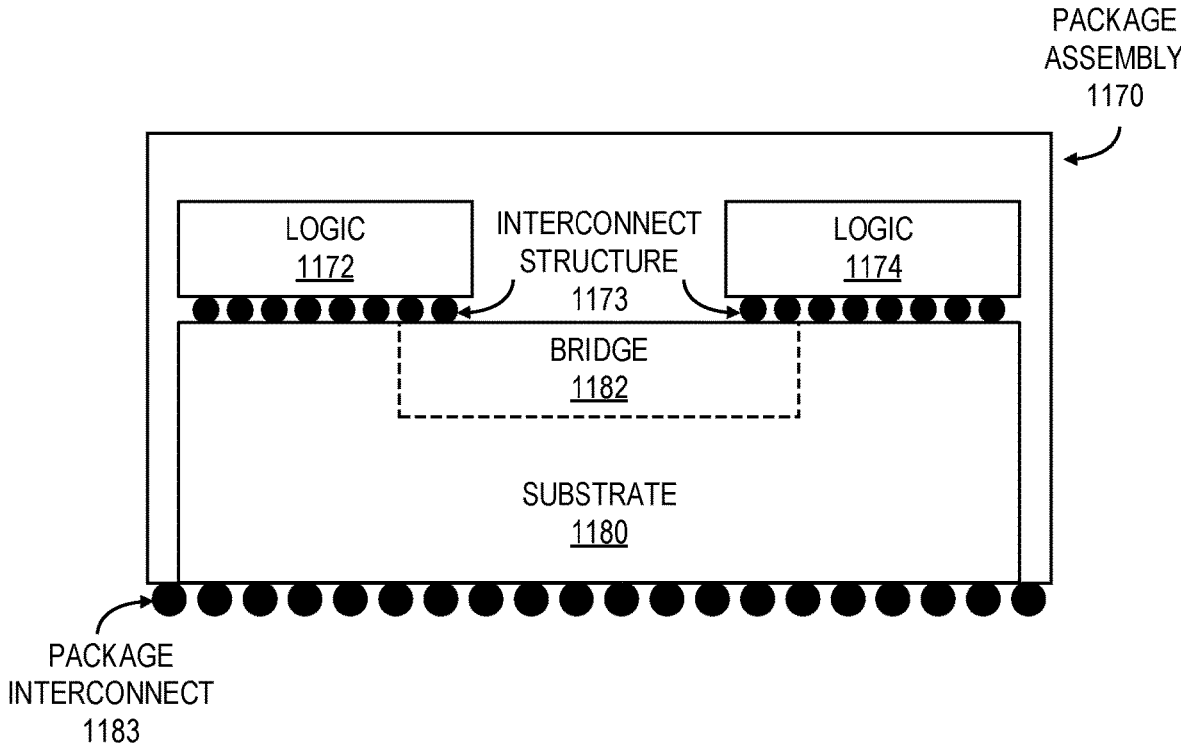 PACKAGE
ASSEMBLY
1170
LOGIC
1172
INTERCONNECT
STRUCTURE
1173
LOGIC
1174
BRIDGE
1182
SUBSTRATE
1180
PACKAGE
INTERCONNECT
1183